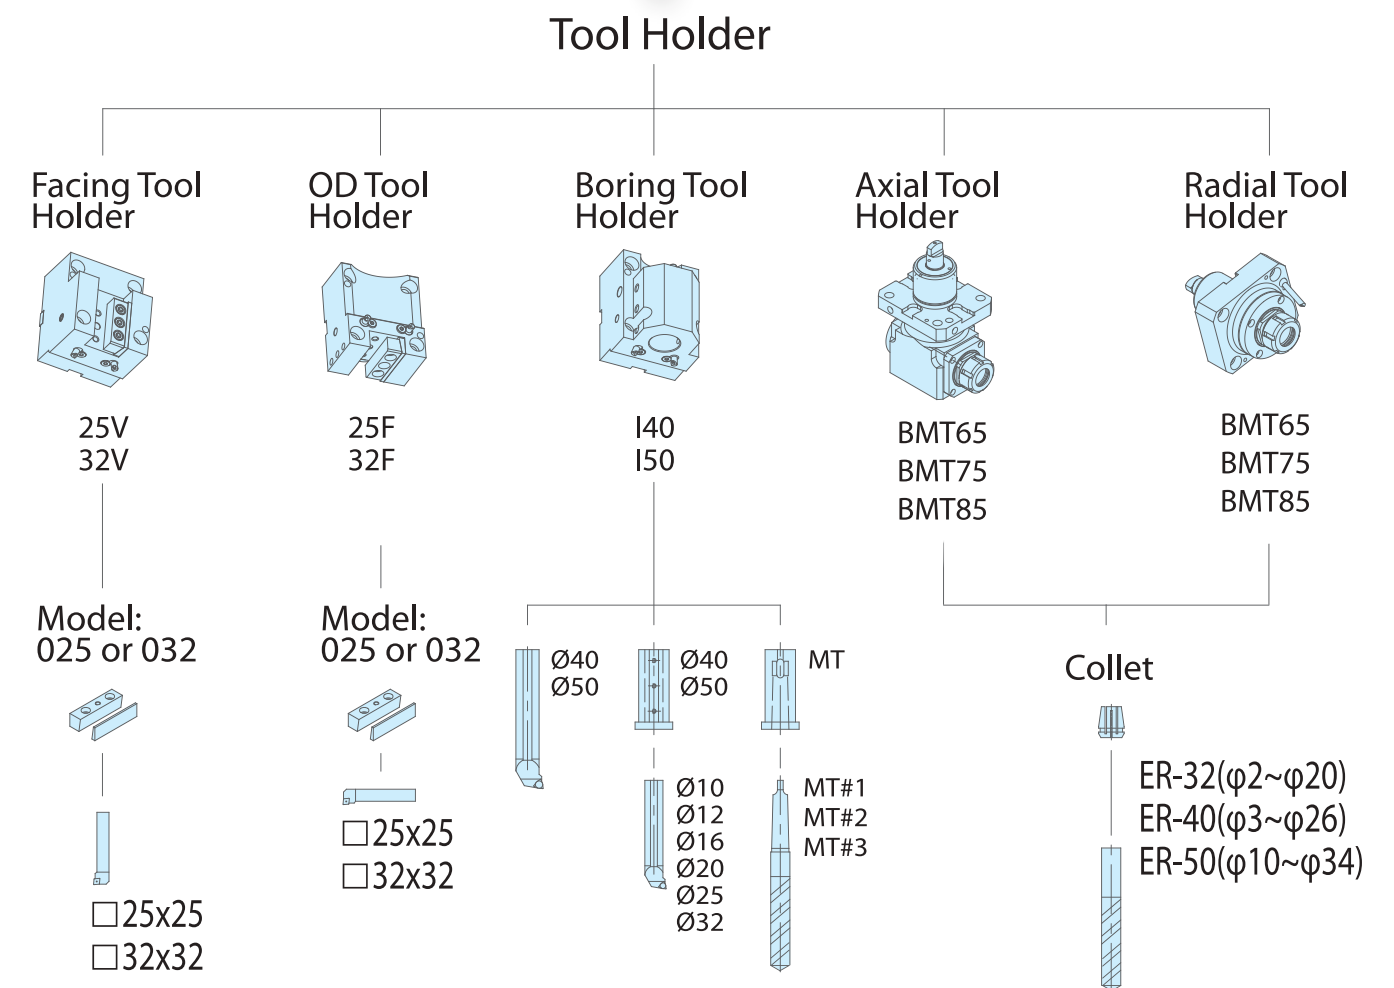 Tool Holder
Facing Tool
Holder
OD Tool
Holder
Boring Tool
Holder
Axial Tool
Holder
Radial Tool
Holder
25V
32V
25F
32F
I40
I50
BMT65
BMT75
BMT85
BMT65
BMT75
BMT85
Model:
025 or 032
Model:
025 or 032
Ø40
Ø50
Ø40
Ø50
MT
Collet
□25x25
□32x32
□25x25
□32x32
Ø10
Ø12
Ø16
Ø20
Ø25
Ø32
MT#1
MT#2
MT#3
ER-32(φ2~φ20)
ER-40(φ3~φ26)
ER-50(φ10~φ34)